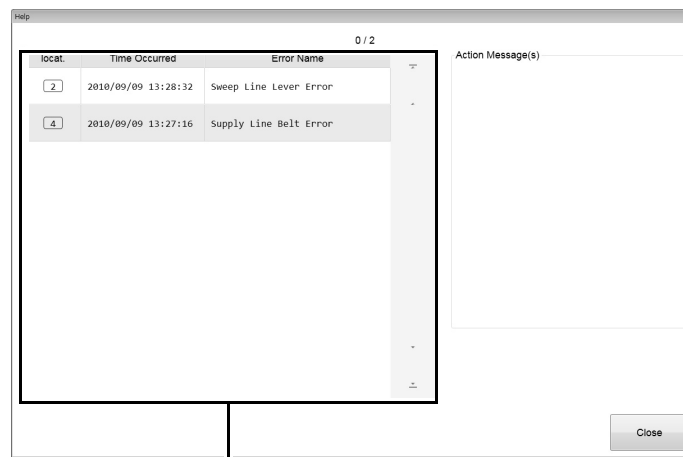 Help
0 / 2
locat. Time Occurred Error Name
2 2010/09/09 13:28:32 Sweep Line Lever Error
4 2010/09/09 13:27:16 Supply Line Belt Error
Action Message(s)
Close